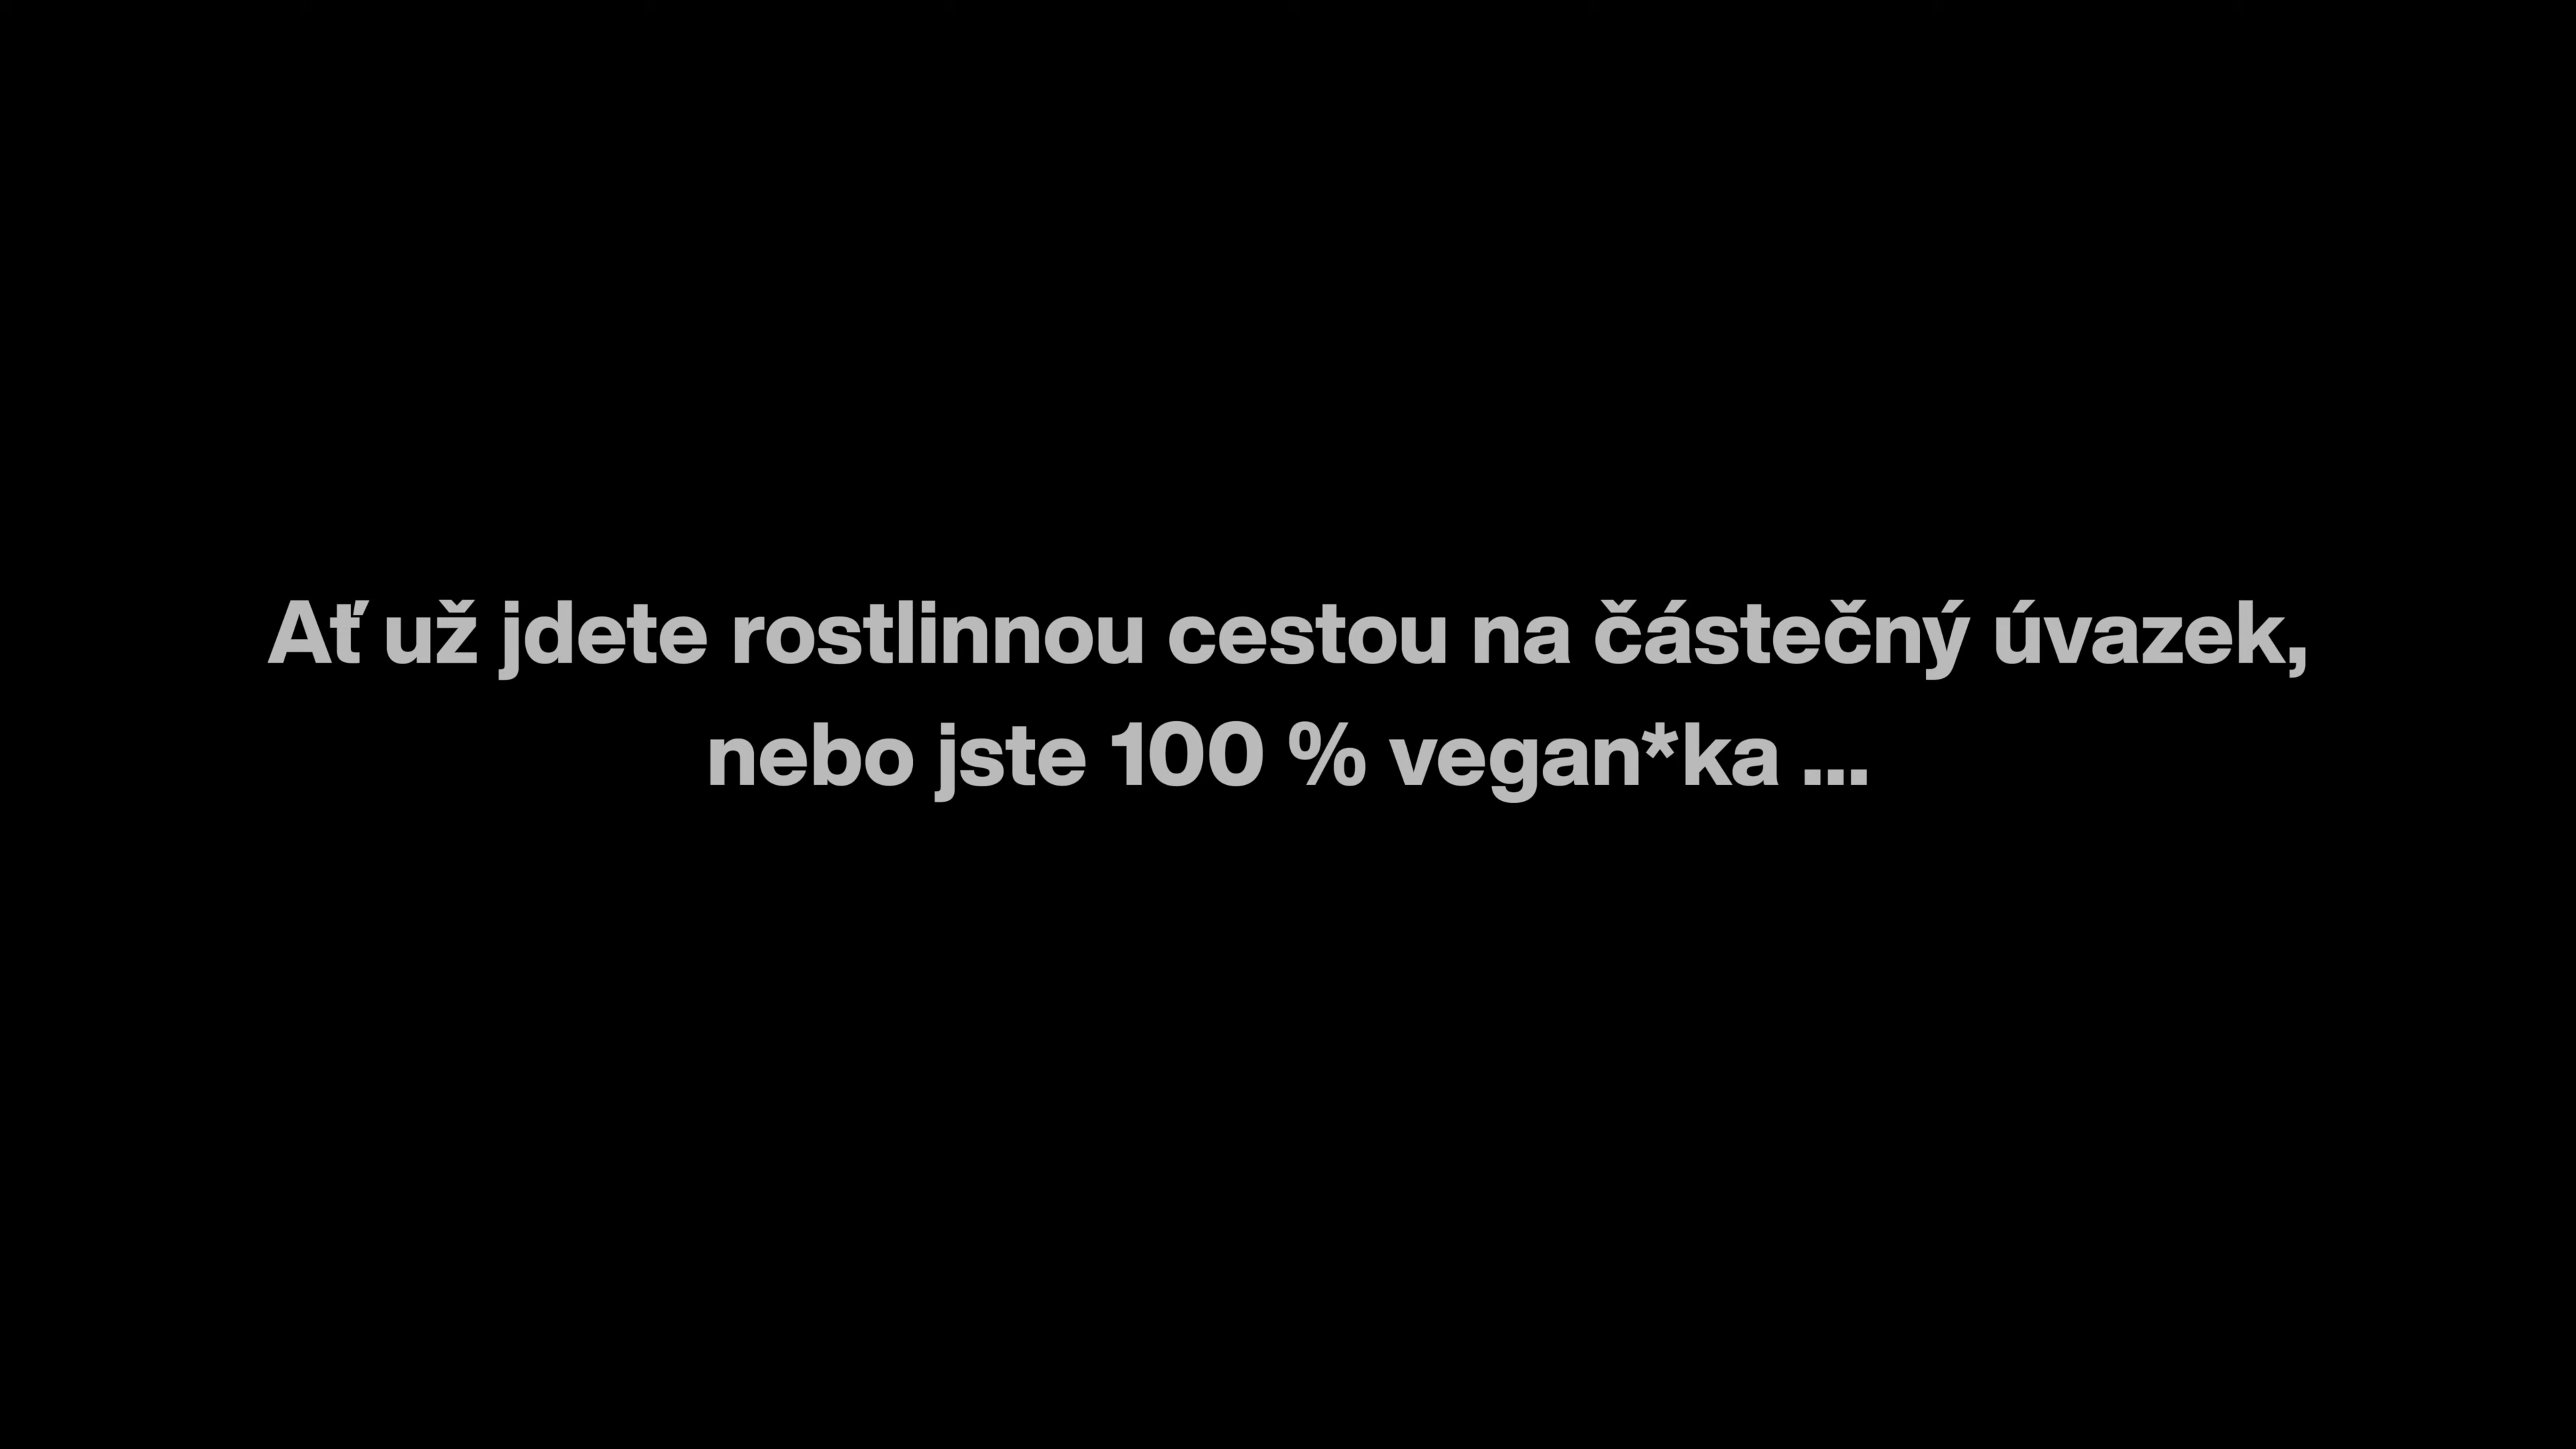 Ať už jdete rostlinnou cestou na částečný úvazek,
nebo jste 100 % vegan*ka ...